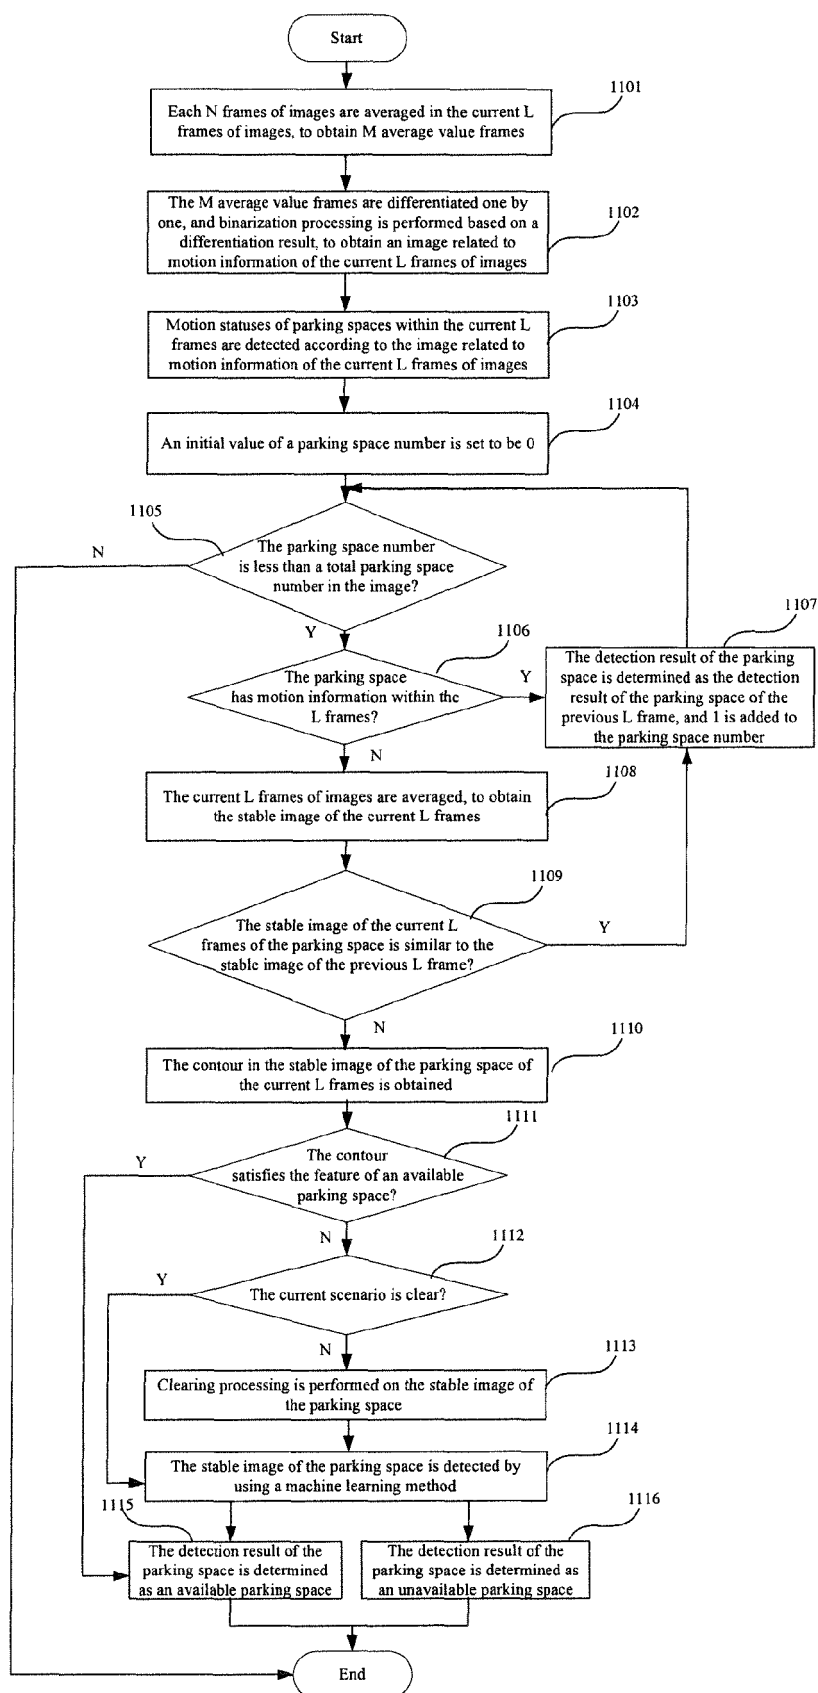 Start
1101
Each N frames of images are averaged in the current L
frames of images, to obtain M average value frames
1102
The M average value frames are differentiated one by
one, and binarization processing is performed based on a
differentiation result, to obtain an image related to
motion information of the current L frames of images
1103
Motion statuses of parking spaces within the current L
frames are detected according to the image related to
motion information of the current L frames of images
1104
An initial value of a parking space number is set to be 0
1105
N
The parking space number
is less than a total parking space
number in the image?
Y
1106
The parking space
has motion information within the
L frames?
Y
1107
The detection result of the parking
space is determined as the detection
result of the parking space of the
previous L frame, and 1 is added to
the parking space number
N
1108
The current L frames of images are averaged, to obtain
the stable image of the current L frames
1109
The stable image of the current L
frames of the parking space is similar to the
stable image of the previous L frame?
Y
N
1110
The contour in the stable image of the parking space of
the current L frames is obtained
1111
Y
The contour
satisfies the feature of an available
parking space?
N
1112
Y
The current scenario is clear?
N
1113
Clearing processing is performed on the stable image of
the parking space
1114
The stable image of the parking space is detected by
using a machine learning method
1115
The detection result of the
parking space is determined
as an available parking space
1116
The detection result of the
parking space is determined as
an unavailable parking space
End